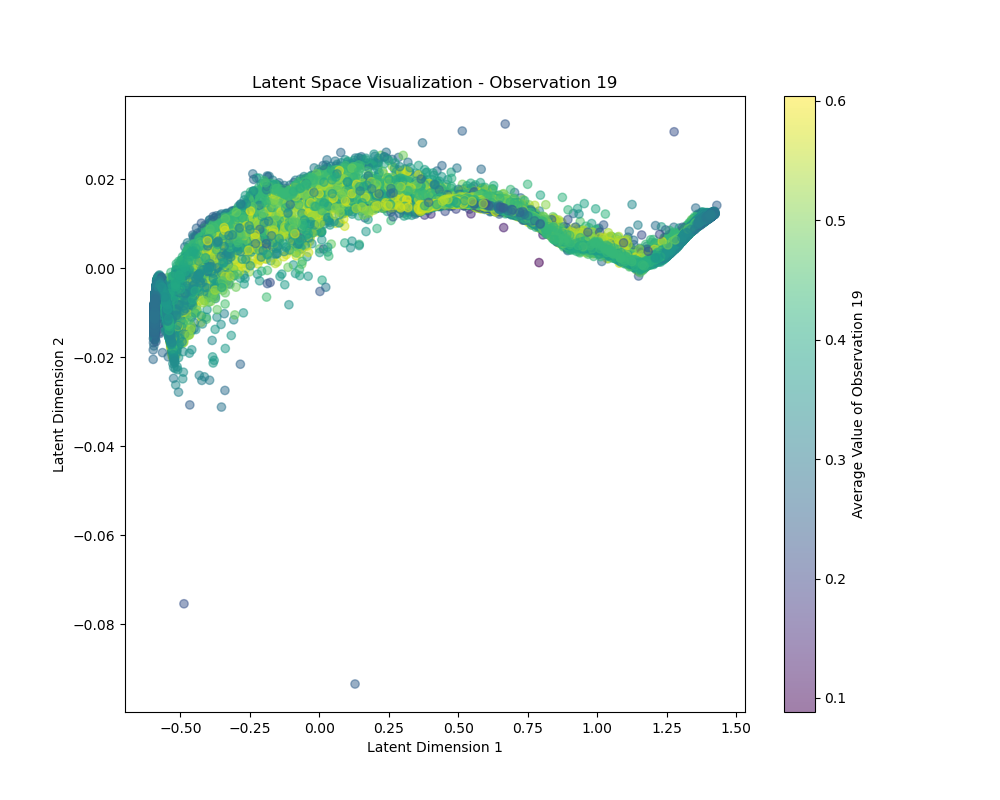 Latent Space Visualization - Observation 19
0.02
0.00
−0.02
−0.04
−0.06
−0.08
Latent Dimension 2
−0.50 −0.25 0.00 0.25 0.50 0.75 1.00 1.25 1.50
Latent Dimension 1
0.6
0.5
0.4
0.3
0.2
0.1
Average Value of Observation 19